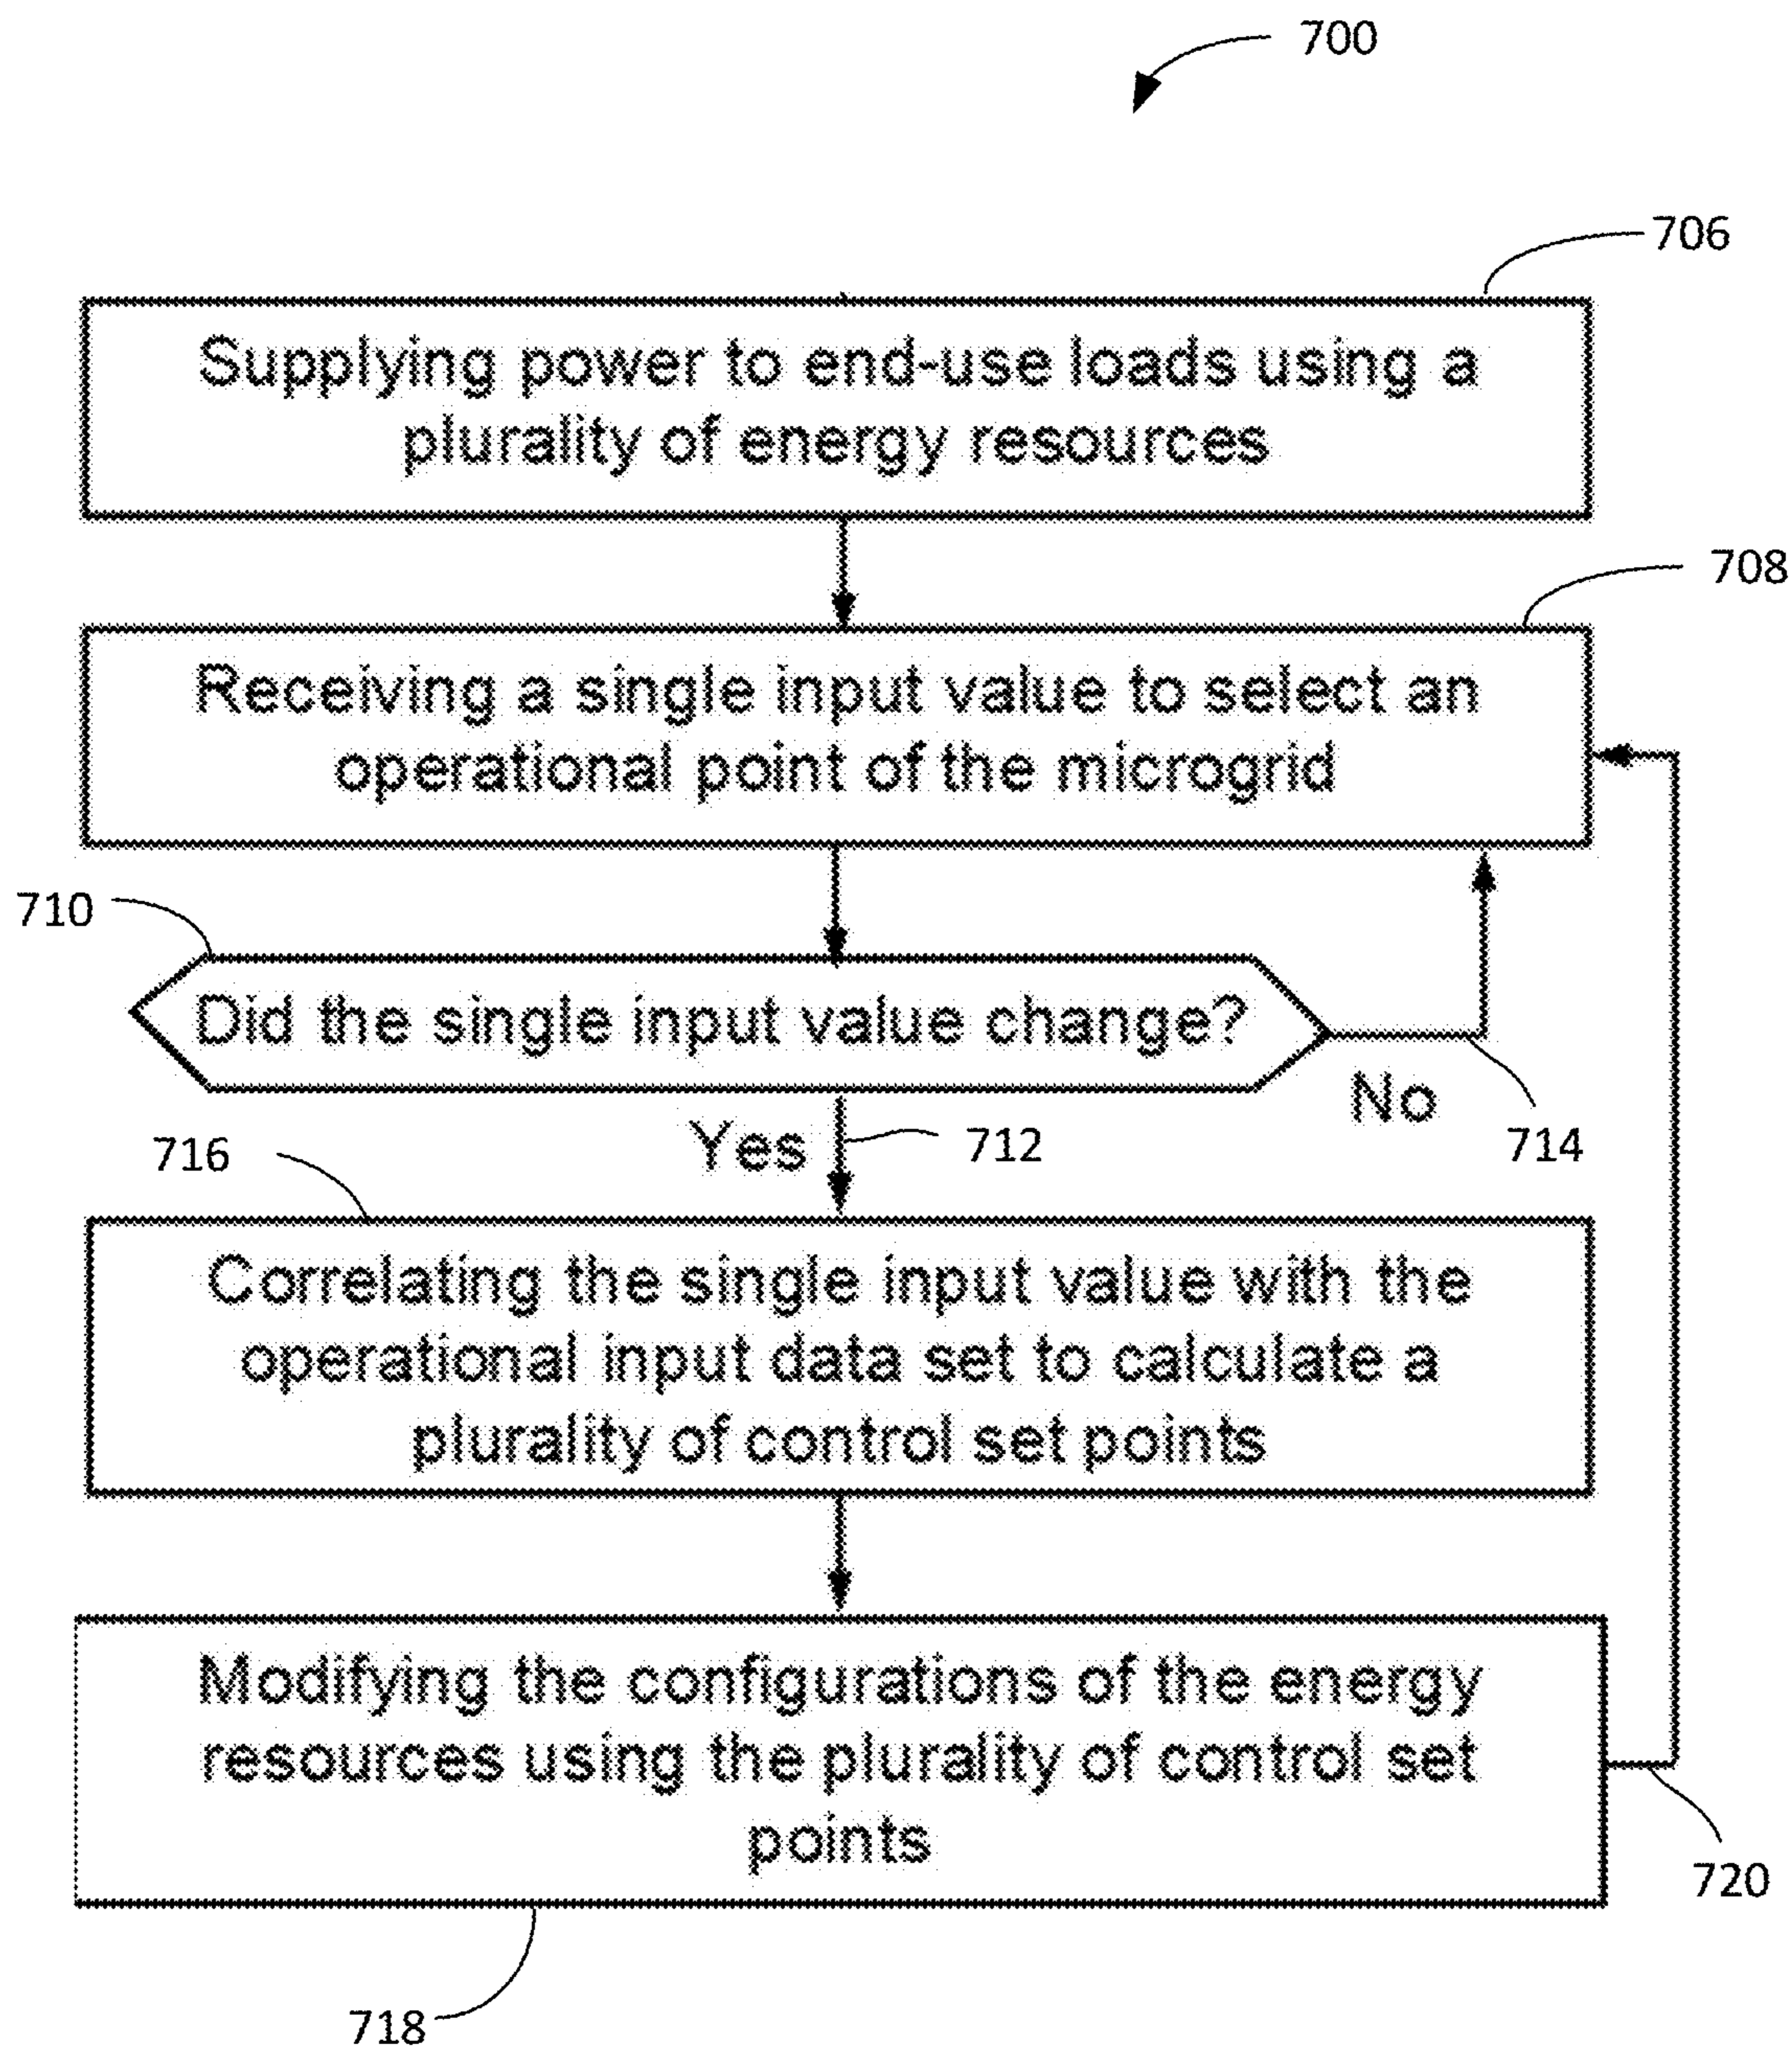 700
706
Supplying power to end-use loads using a
plurality of energy resources
708
Receiving a single input value to select an
operational point of the microgrid
710
Did the single input value change?
No
714
Yes
712
716
Correlating the single input value with the
operational input data set to calculate a
plurality of control set points
Modifying the configurations of the energy
resources using the plurality of control set
points
720
718